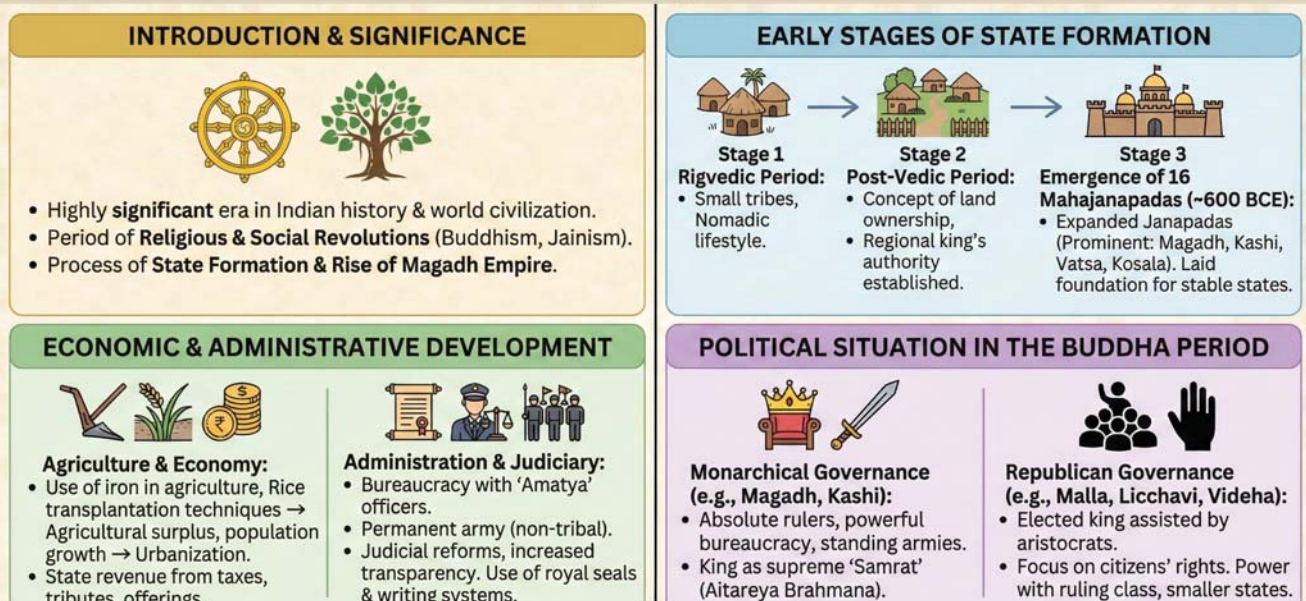 INTRODUCTION & SIGNIFICANCE
• Highly significant era in Indian history & world civilization.
• Period of Religious & Social Revolutions (Buddhism, Jainism).
• Process of State Formation & Rise of Magadh Empire.
EARLY STAGES OF STATE FORMATION
Stage 1
Rigvedic Period:
• Small tribes,
Nomadic
lifestyle.
Stage 2
Post-Vedic Period:
• Concept of land
ownership,
• Regional king's
authority
established.
Stage 3
Emergence of 16
Mahajanapadas (~600 BCE):
• Expanded Janapadas
(Prominent: Magadh, Kashi,
Vatsa, Kosala). Laid
foundation for stable states.
ECONOMIC & ADMINISTRATIVE DEVELOPMENT
$
₹
Agriculture & Economy:
• Use of iron in agriculture, Rice
transplantation techniques →
Agricultural surplus, population
growth → Urbanization.
• State revenue from taxes,
tributes, offerings.
Administration & Judiciary:
• Bureaucracy with 'Amatya'
officers.
• Permanent army (non-tribal).
• Judicial reforms, increased
transparency. Use of royal seals
& writing systems.
POLITICAL SITUATION IN THE BUDDHA PERIOD
Monarchical Governance
(e.g., Magadh, Kashi):
• Absolute rulers, powerful
bureaucracy, standing armies.
• King as supreme 'Samrat'
(Aitareya Brahmana).
Republican Governance
(e.g., Malla, Licchavi, Videha):
• Elected king assisted by
aristocrats.
• Focus on citizens' rights. Power
with ruling class, smaller states.